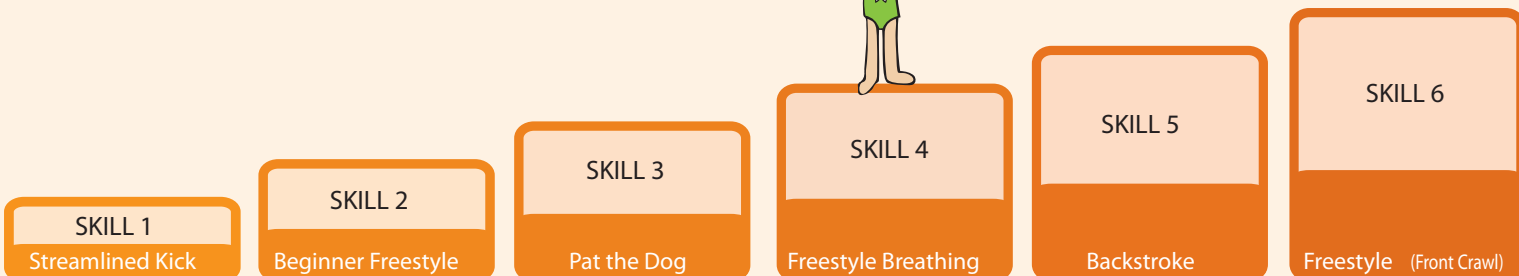 SKILL 1
Streamlined Kick
SKILL 2
Beginner Freestyle
SKILL 3
Pat the Dog
SKILL 4
Freestyle Breathing
SKILL 5
Backstroke
SKILL 6
Freestyle (Front Crawl)